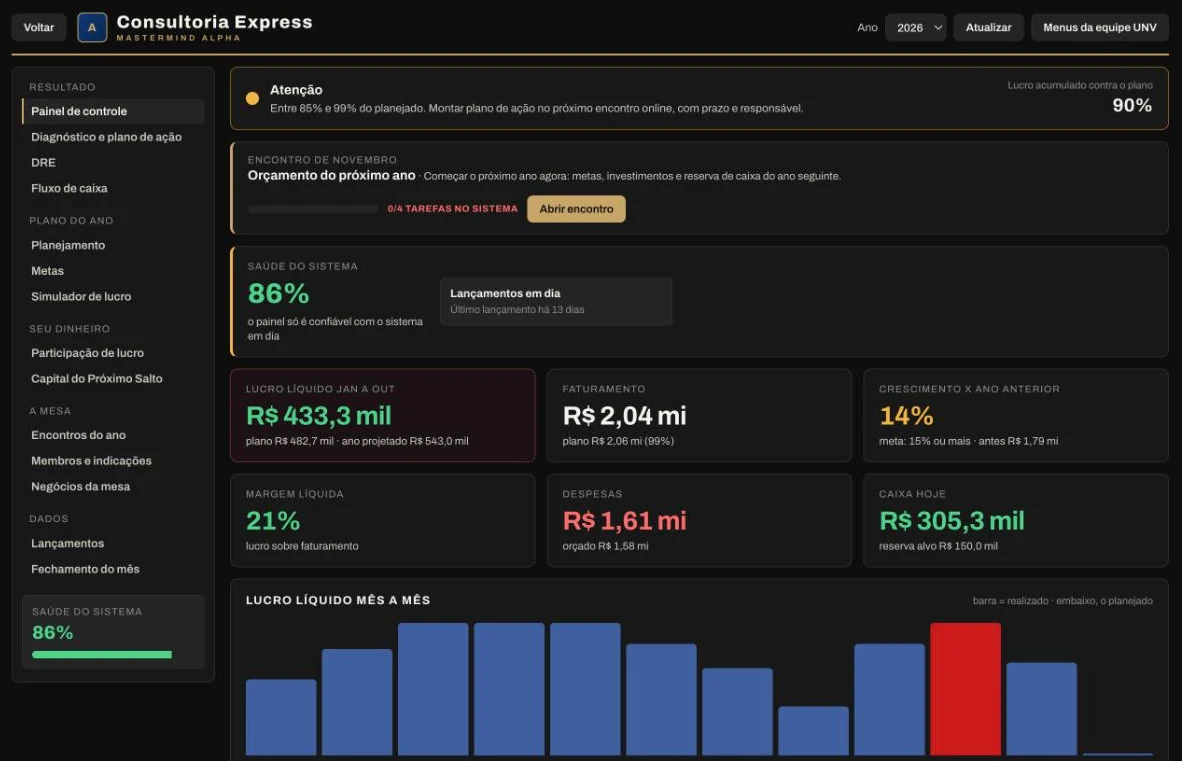 Voltar
A
Consultoria Express
MASTERMIND ALPHA
Ano
2026
Atualizar
Menus da equipe UNV
RESULTADO
Painel de controle
Diagnóstico e plano de ação
DRE
Fluxo de caixa
PLANO DO ANO
Planejamento
Metas
Simulador de lucro
SEU DINHEIRO
Participação de lucro
Capital do Próximo Salto
A MESA
Encontros do ano
Membros e indicações
Negócios da mesa
DADOS
Lançamentos
Fechamento do mês
SAÚDE DO SISTEMA
86%
Atenção
Entre 85% e 99% do planejado. Montar plano de ação no próximo encontro online, com prazo e responsável.
Lucro acumulado contra o plano
90%
ENCONTRO DE NOVEMBRO
Orçamento do próximo ano · Começar o próximo ano agora: metas, investimentos e reserva de caixa do ano seguinte.
0/4 TAREFAS NO SISTEMA
Abrir encontro
SAÚDE DO SISTEMA
86%
o painel só é confiável com o sistema
em dia
Lançamentos em dia
Último lançamento há 13 dias
LUCRO LÍQUIDO JAN A OUT
R$ 433,3 mil
plano R$ 482,7 mil · ano projetado R$ 543,0 mil
FATURAMENTO
R$ 2,04 mi
plano R$ 2,06 mi (99%)
CRESCIMENTO X ANO ANTERIOR
14%
meta: 15% ou mais · antes R$ 1,79 mi
MARGEM LÍQUIDA
21%
lucro sobre faturamento
DESPESAS
R$ 1,61 mi
orçado R$ 1,58 mi
CAIXA HOJE
R$ 305,3 mil
reserva alvo R$ 150,0 mil
LUCRO LÍQUIDO MÊS A MÊS
barra = realizado · embaixo, o planejado